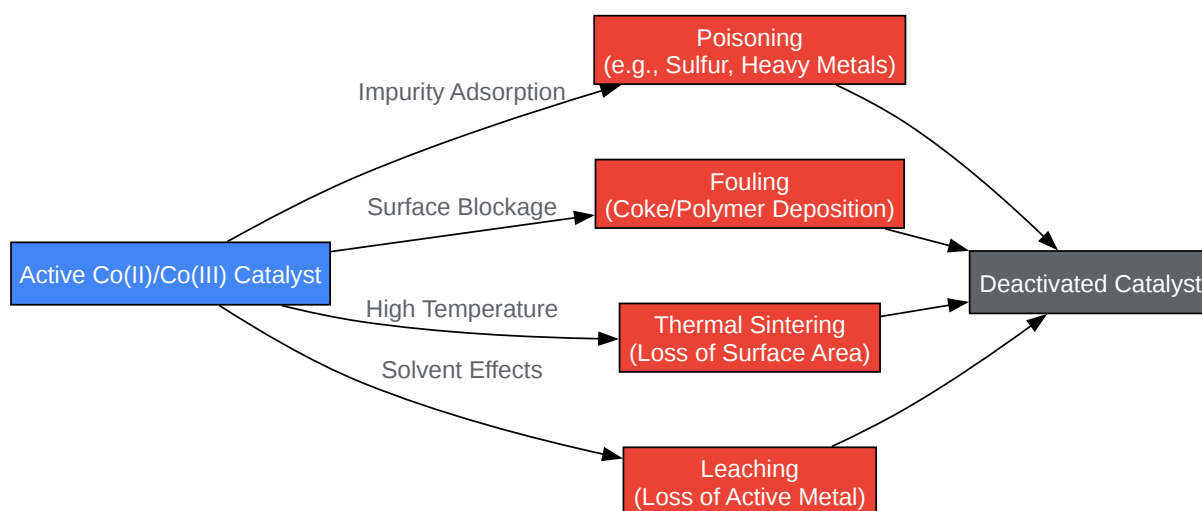 Poisoning
(e.g., Sulfur, Heavy Metals)
Impurity Adsorption
Fouling
(Coke/Polymer Deposition)
Surface Blockage
Active Co(II)/Co(III) Catalyst
Deactivated Catalyst
High Temperature
Thermal Sintering
(Loss of Surface Area)
Solvent Effects
Leaching
(Loss of Active Metal)